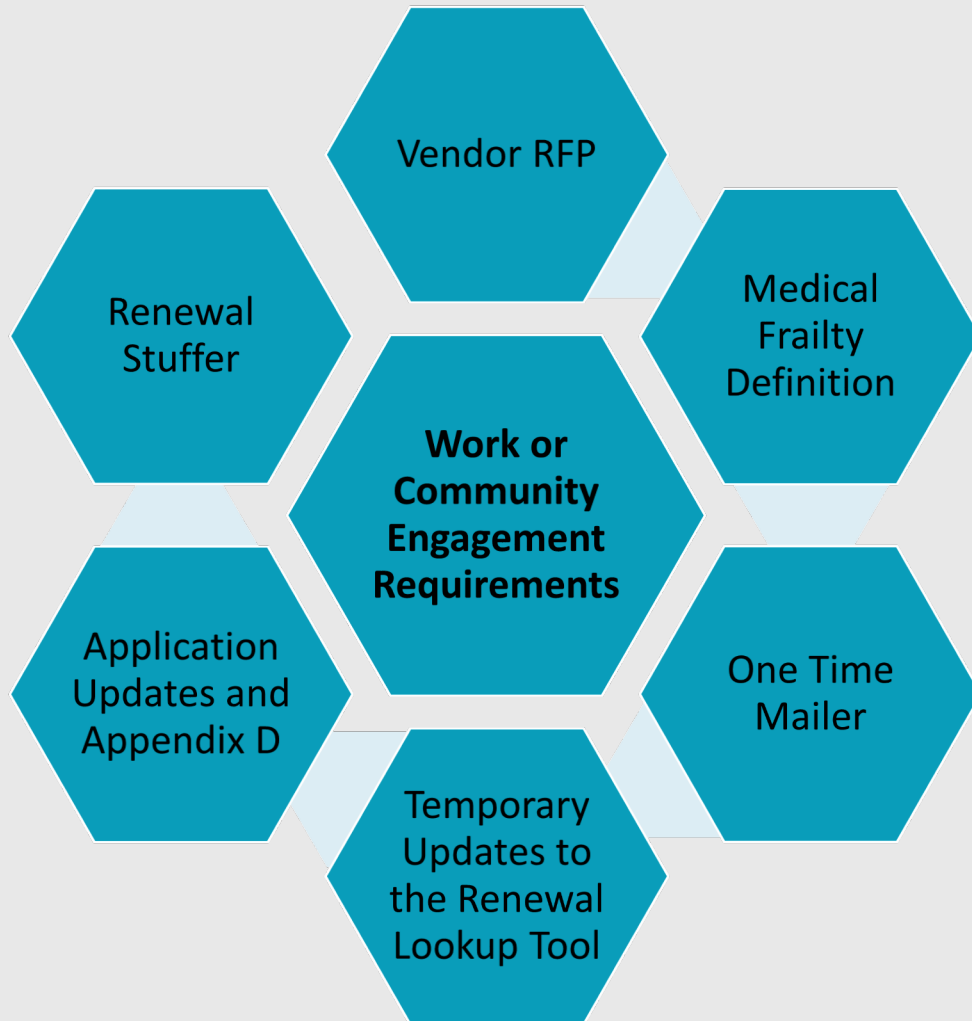 Vendor RFP
Medical
Frailty
Definition
One Time
Mailer
Temporary
Updates to
the Renewal
Lookup Tool
Application
Updates and
Appendix D
Renewal
Stuffer
Work or
Community
Engagement
Requirements